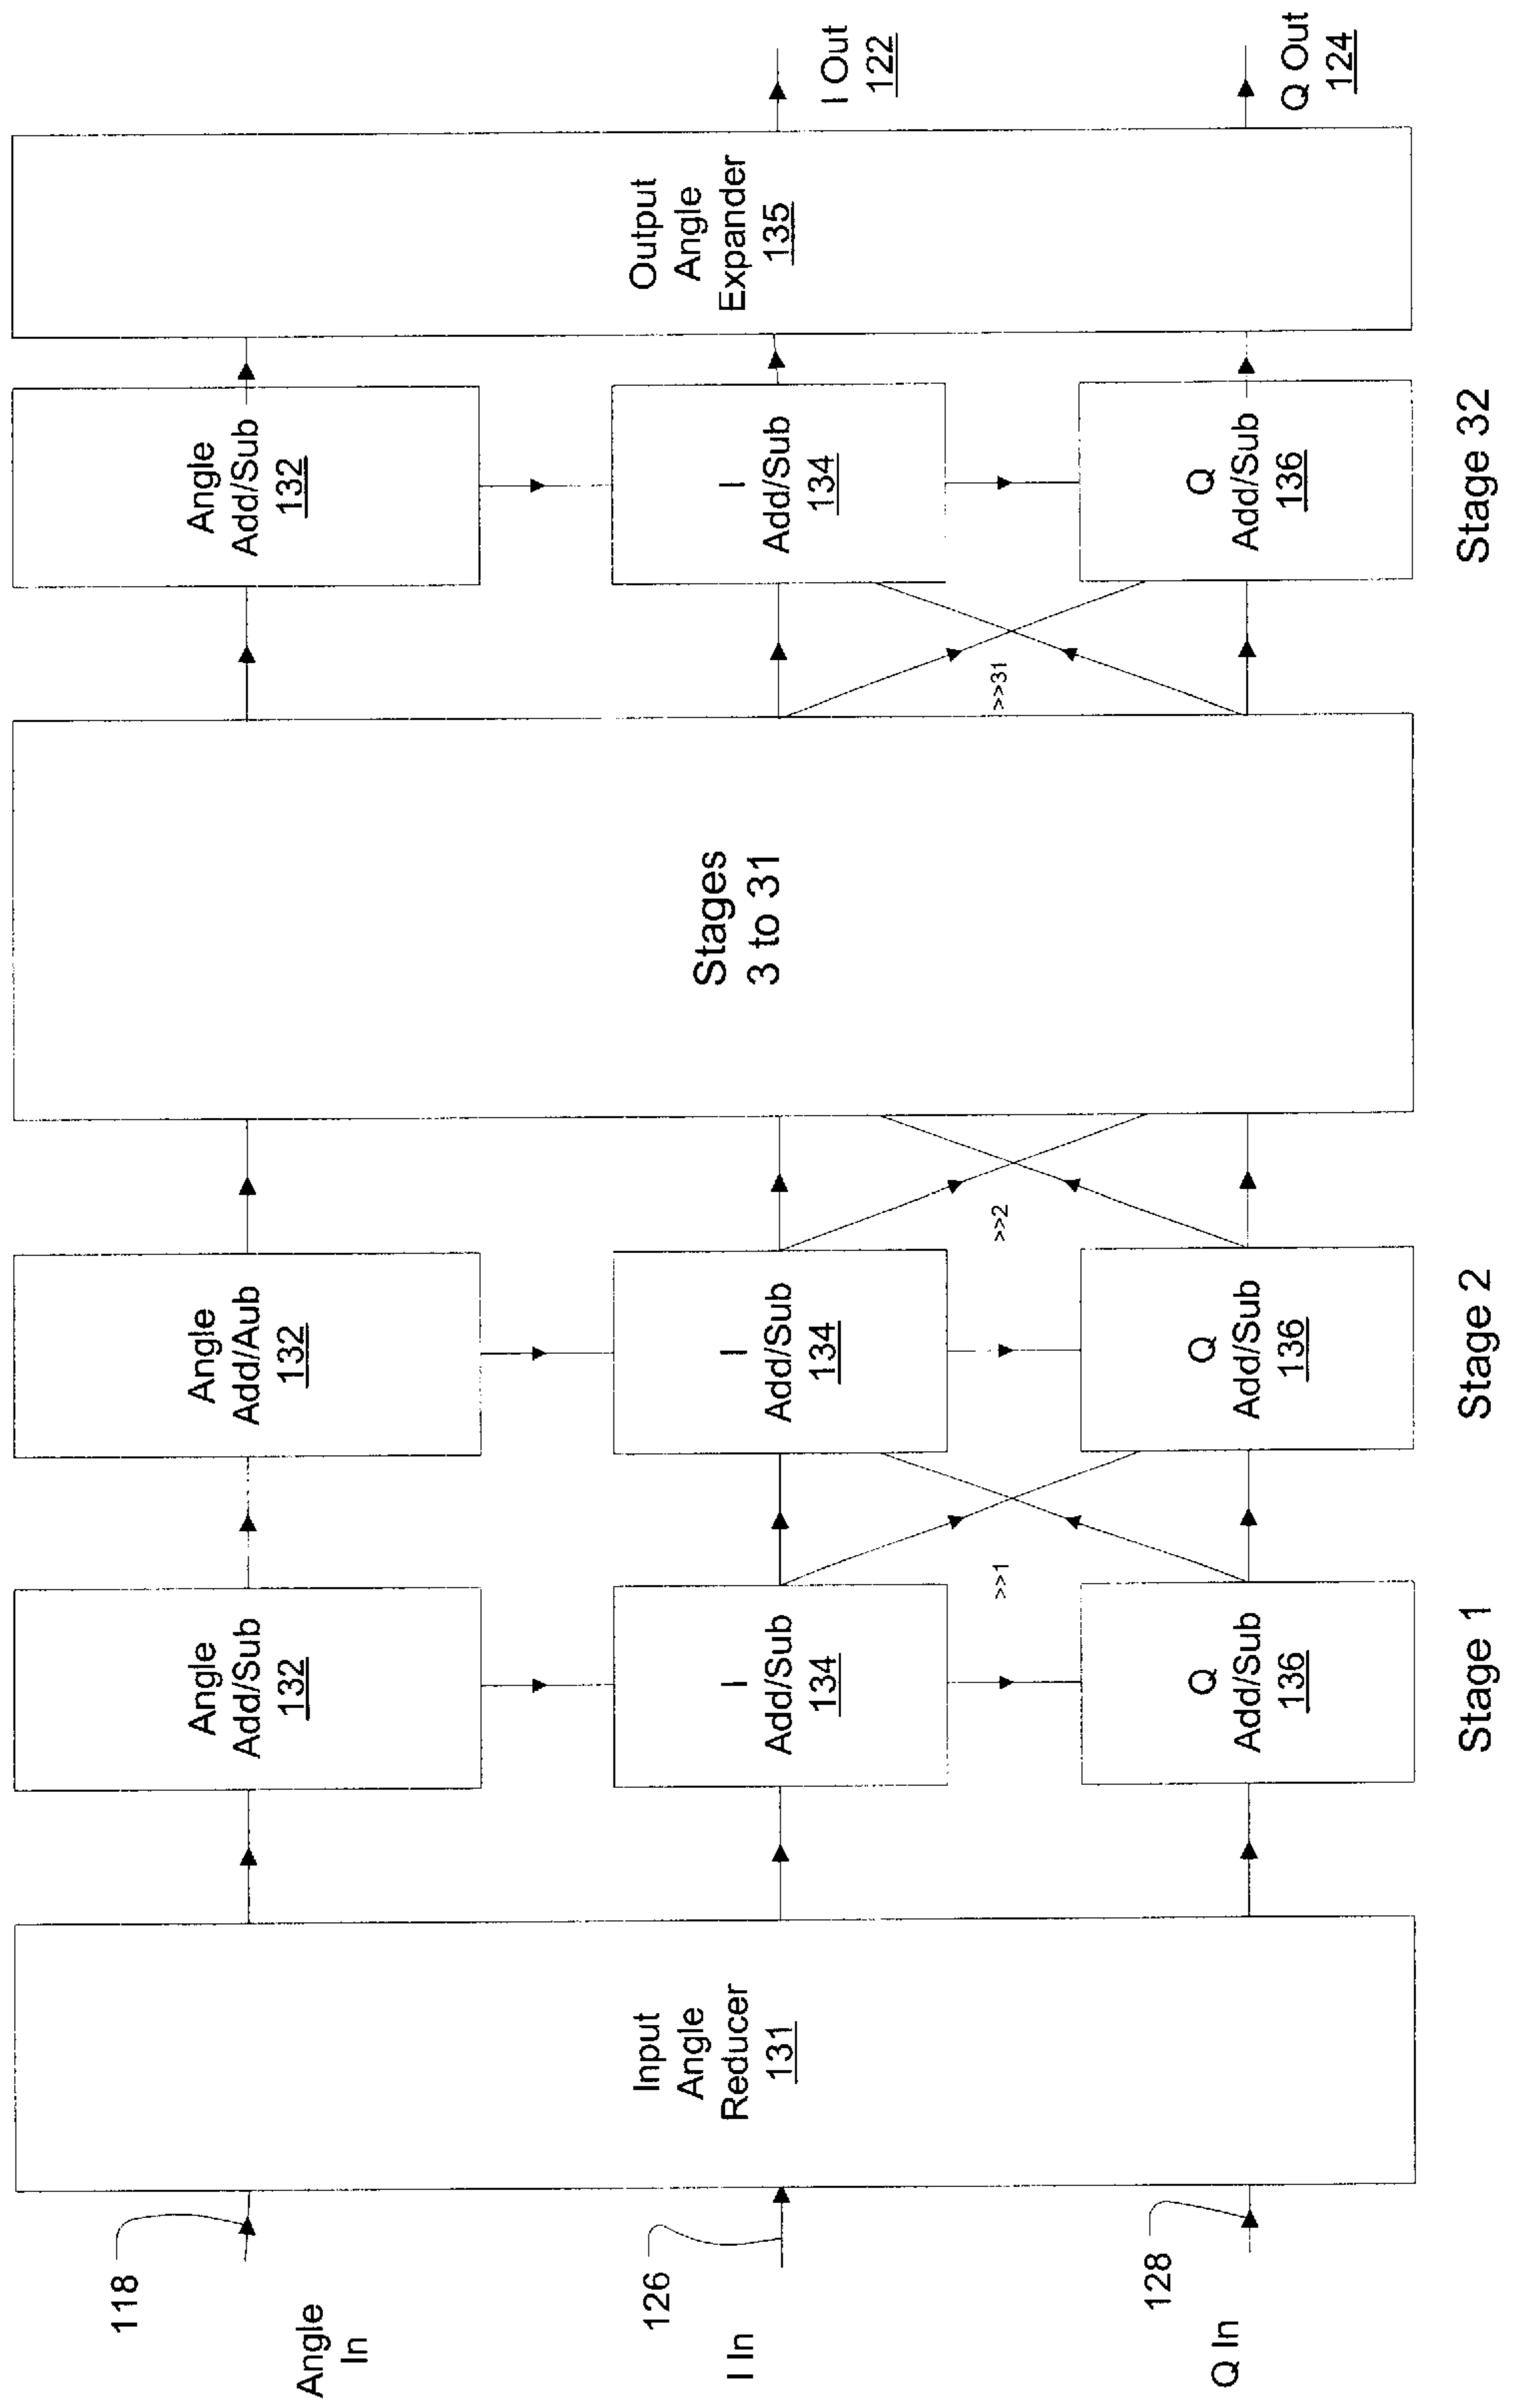 118
Angle
In
126
I In
128
Q In
Input
Angle
Reducer
131
Angle
Add/Sub
132
I
Add/Sub
134
Q
Add/Sub
136
Stage 1
>>1
Angle
Add/Aub
132
I
Add/Sub
134
Q
Add/Sub
136
Stage 2
>>2
Stages
3 to 31
>>31
Angle
Add/Sub
132
I
Add/Sub
134
Q
Add/Sub
136
Stage 32
Output
Angle
Expander
135
I Out
122
Q Out
124